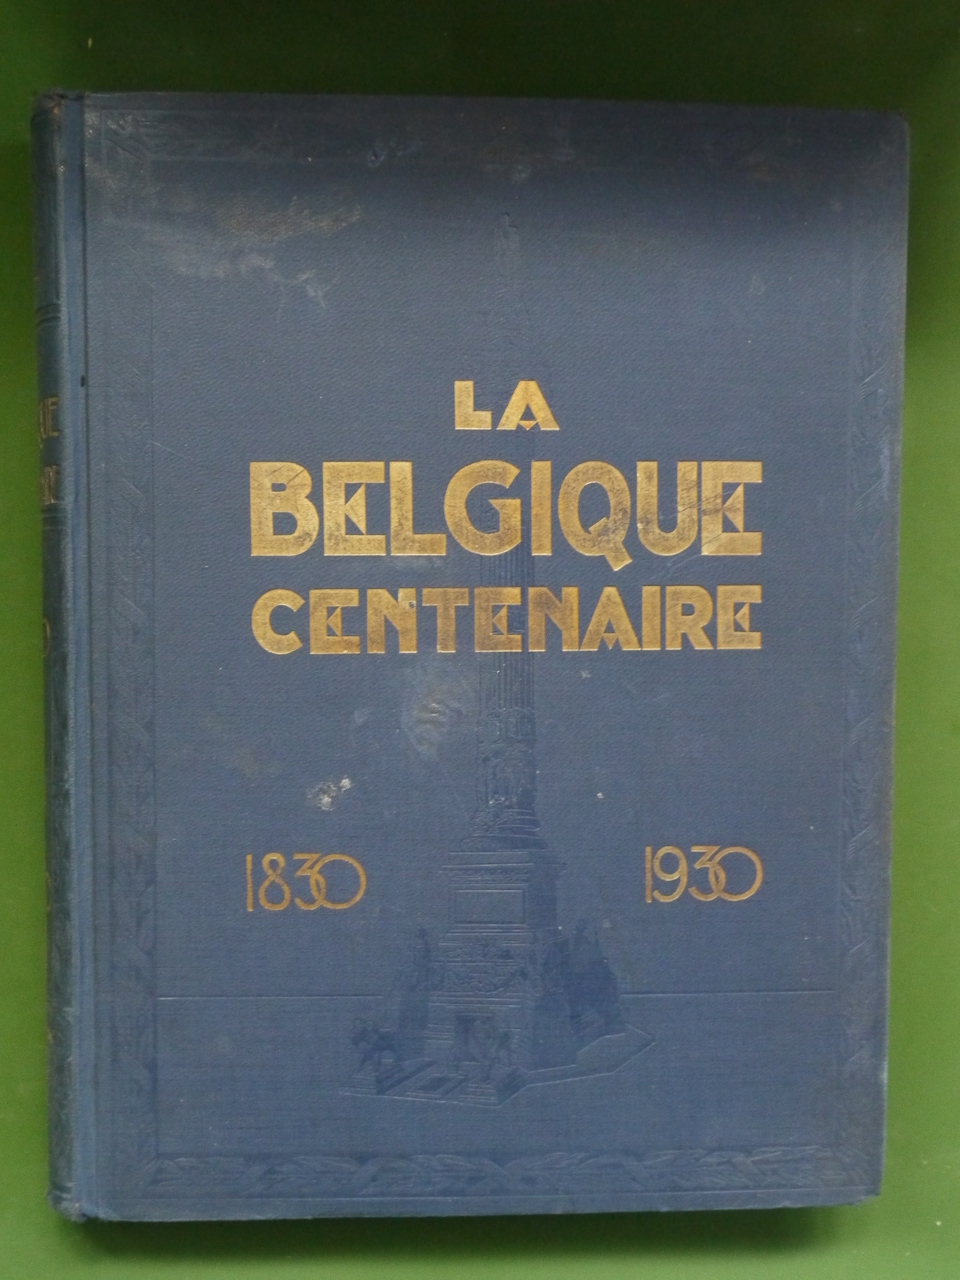 LA
BELGIQUE
CENTENAIRE
1830
1930